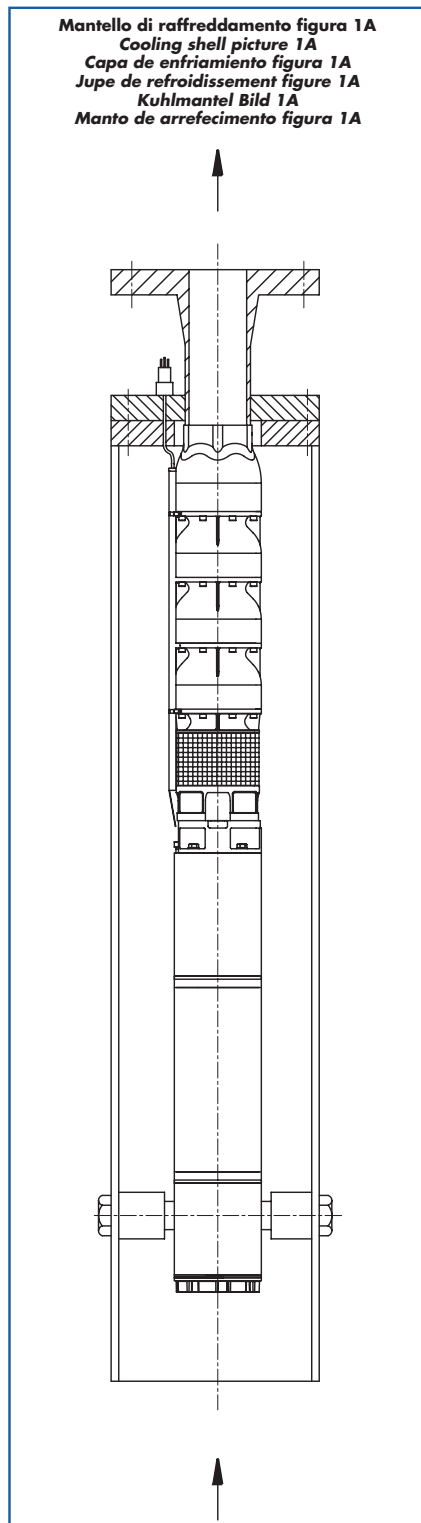 Mantello di raffreddamento figura 1A
Cooling shell picture 1A
Capa de enfriamiento figura 1A
Jupe de refroidissement figure 1A
Kuhlmantel Bild 1A
Manto de arrefecimento figura 1A